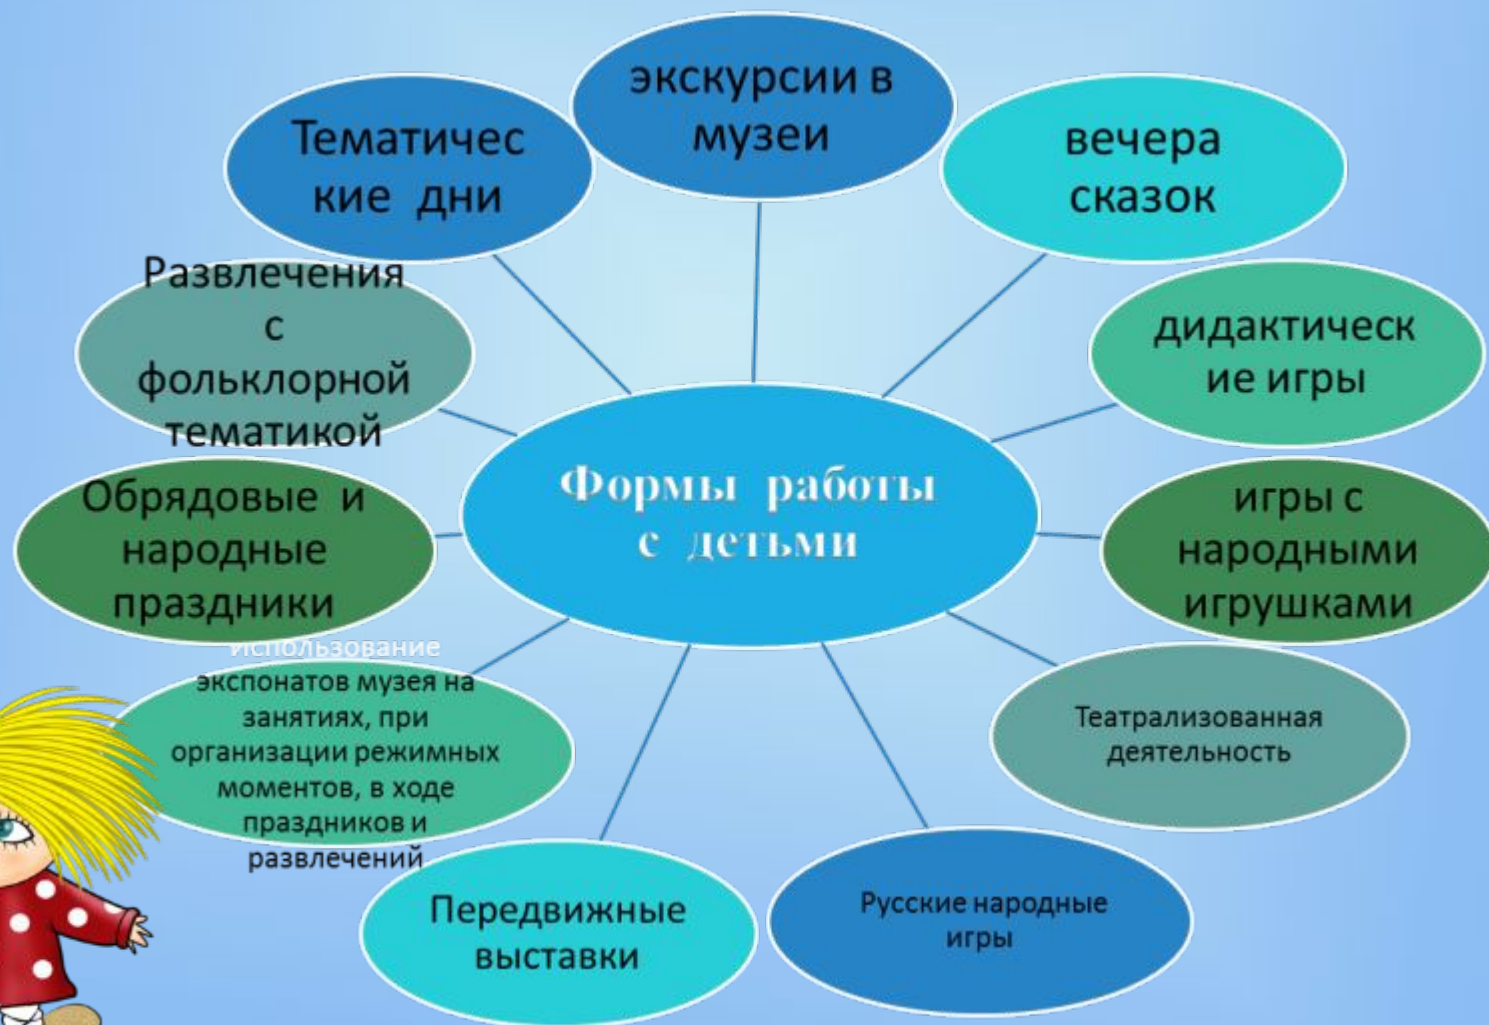 экскурсии в
музеи
вечера
сказок
дидактическ
ие игры
игры с
народными
игрушками
Театрализованная
деятельность
Русские народные
игры
Передвижные
выставки
Использование
экспонатов музея на
занятиях, при
организации режимных
моментов, в ходе
праздников и
развлечений
Обрядовые и
народные
праздники
Развлечения
с
фольклорной
тематикой
Тематичес
кие дни
Формы работы
с детьми